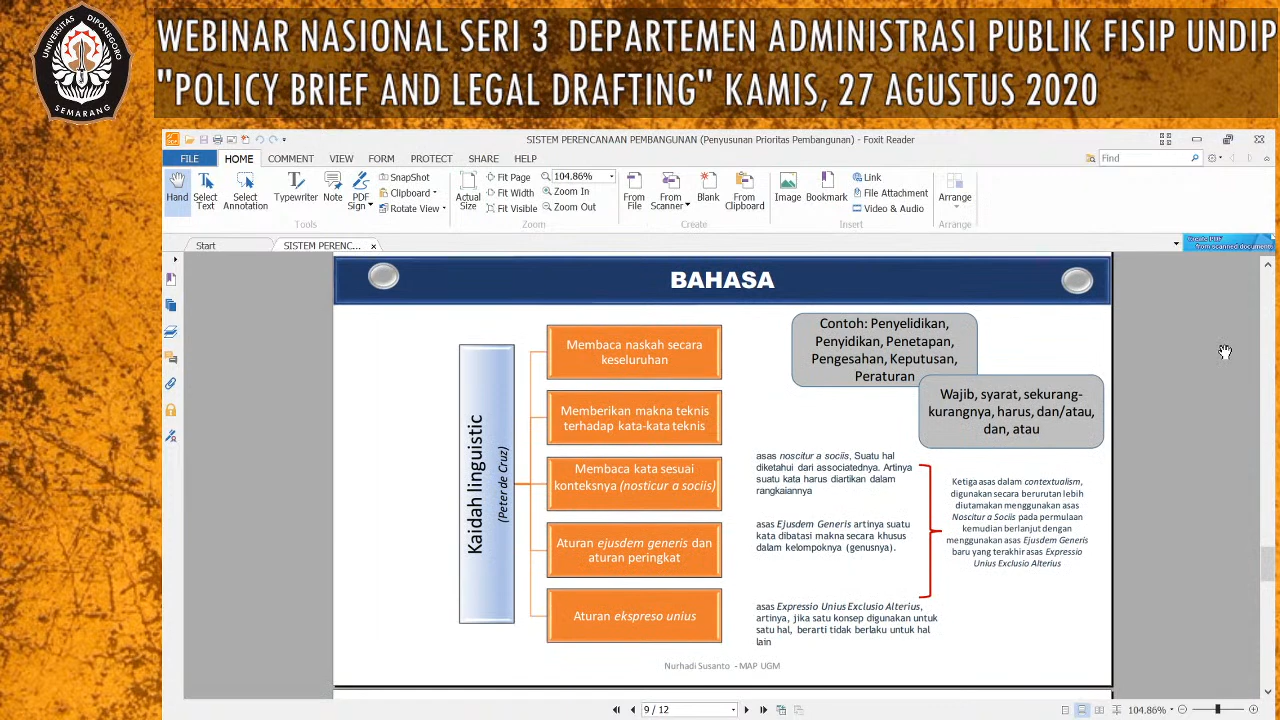 UNIVERSITAS DIPONEGORO
SEMARANG
WEBINAR NASIONAL SERI 3 DEPARTEMEN ADMINISTRASI PUBLIK FISIP UNDIP
"POLICY BRIEF AND LEGAL DRAFTING" KAMIS, 27 AGUSTUS 2020
SISTEM PERENCANAAN PEMBANGUNAN (Penyusunan Prioritas Pembangunan) - Foxit Reader
FILE HOME COMMENT VIEW FORM PROTECT SHARE HELP
Find
Hand
Select
Text
Select
Annotation
Typewriter
Note
PDF
Sign
SnapShot
Clipboard
Rotate View
Tools
Actual
Size
Fit Page
Fit Width
Fit Visible
104.86%
Zoom In
Zoom Out
Zoom
From
File
From
Scanner
Blank
From
Clipboard
Create
Image
Bookmark
Link
File Attachment
Video & Audio
Insert
Arrange
Arrange
Start
SISTEM PERENC...
Create PDF
from scanned documents
BAHASA
Kaidah linguistic
(Peter de Cruz)
Membaca naskah secara
keseluruhan
Memberikan makna teknis
terhadap kata-kata teknis
Membaca kata sesuai
konteksnya (nosticur a sociis)
Aturan ejusdem generis dan
aturan peringkat
Aturan ekspreso unius
Contoh: Penyelidikan,
Penyidikan, Penetapan,
Pengesahan, Keputusan,
Peraturan
Wajib, syarat, sekurang-
kurangnya, harus, dan/atau,
dan, atau
asas noscitur a sociis, Suatu hal
diketahui dari associatednya. Artinya
suatu kata harus diartikan dalam
rangkaiannya
asas Ejusdem Generis artinya suatu
kata dibatasi makna secara khusus
dalam kelompoknya (genusnya).
asas Expressio Unius Exclusio Alterius,
artinya, jika satu konsep digunakan untuk
satu hal, berarti tidak berlaku untuk hal
lain
Ketiga asas dalam contextualism,
digunakan secara berurutan lebih
diutamakan menggunakan asas
Noscitur a Sociis pada permulaan
kemudian berlanjut dengan
menggunakan asas Ejusdem Generis
baru yang terakhir asas Expressio
Unius Exclusio Alterius
Nurhadi Susanto - MAP UGM
9 / 12
104.86%